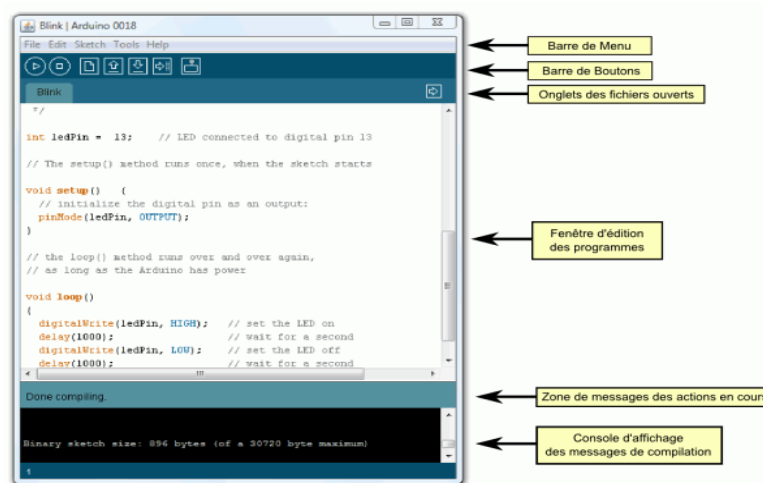 Blink | Arduino 0018
File Edit Sketch Tools Help
Blink
*/
int ledPin = 13; // LED connected to digital pin 13
// The setup() method runs once, when the sketch starts
void setup() {
// initialize the digital pin as an output:
pinMode(ledPin, OUTPUT);
}
// the loop() method runs over and over again,
// as long as the Arduino has power
void loop()
{
digitalWrite(ledPin, HIGH); // set the LED on
delay(1000); // wait for a second
digitalWrite(ledPin, LOW); // set the LED off
delay(1000); // wait for a second
Done compiling.
Binary sketch size: 896 bytes (of a 30720 byte maximum)
1
Barre de Menu
Barre de Boutons
Onglets des fichiers ouverts
Fenêtre d'édition
des programmes
Zone de messages des actions en cours
Console d'affichage
des messages de compilation